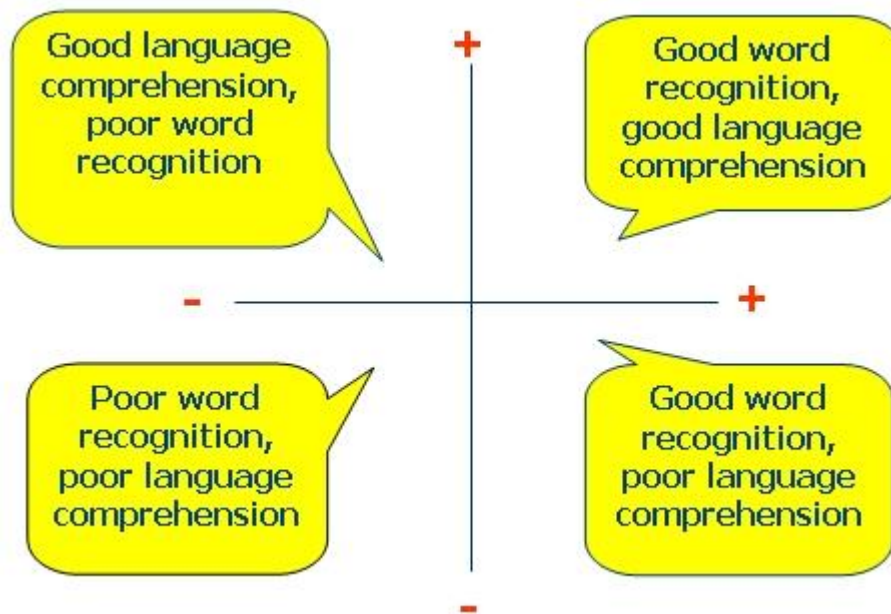 Good language
comprehension,
poor word
recognition
+
Good word
recognition,
good language
comprehension
-
+
Poor word
recognition,
poor language
comprehension
Good word
recognition,
poor language
comprehension
-